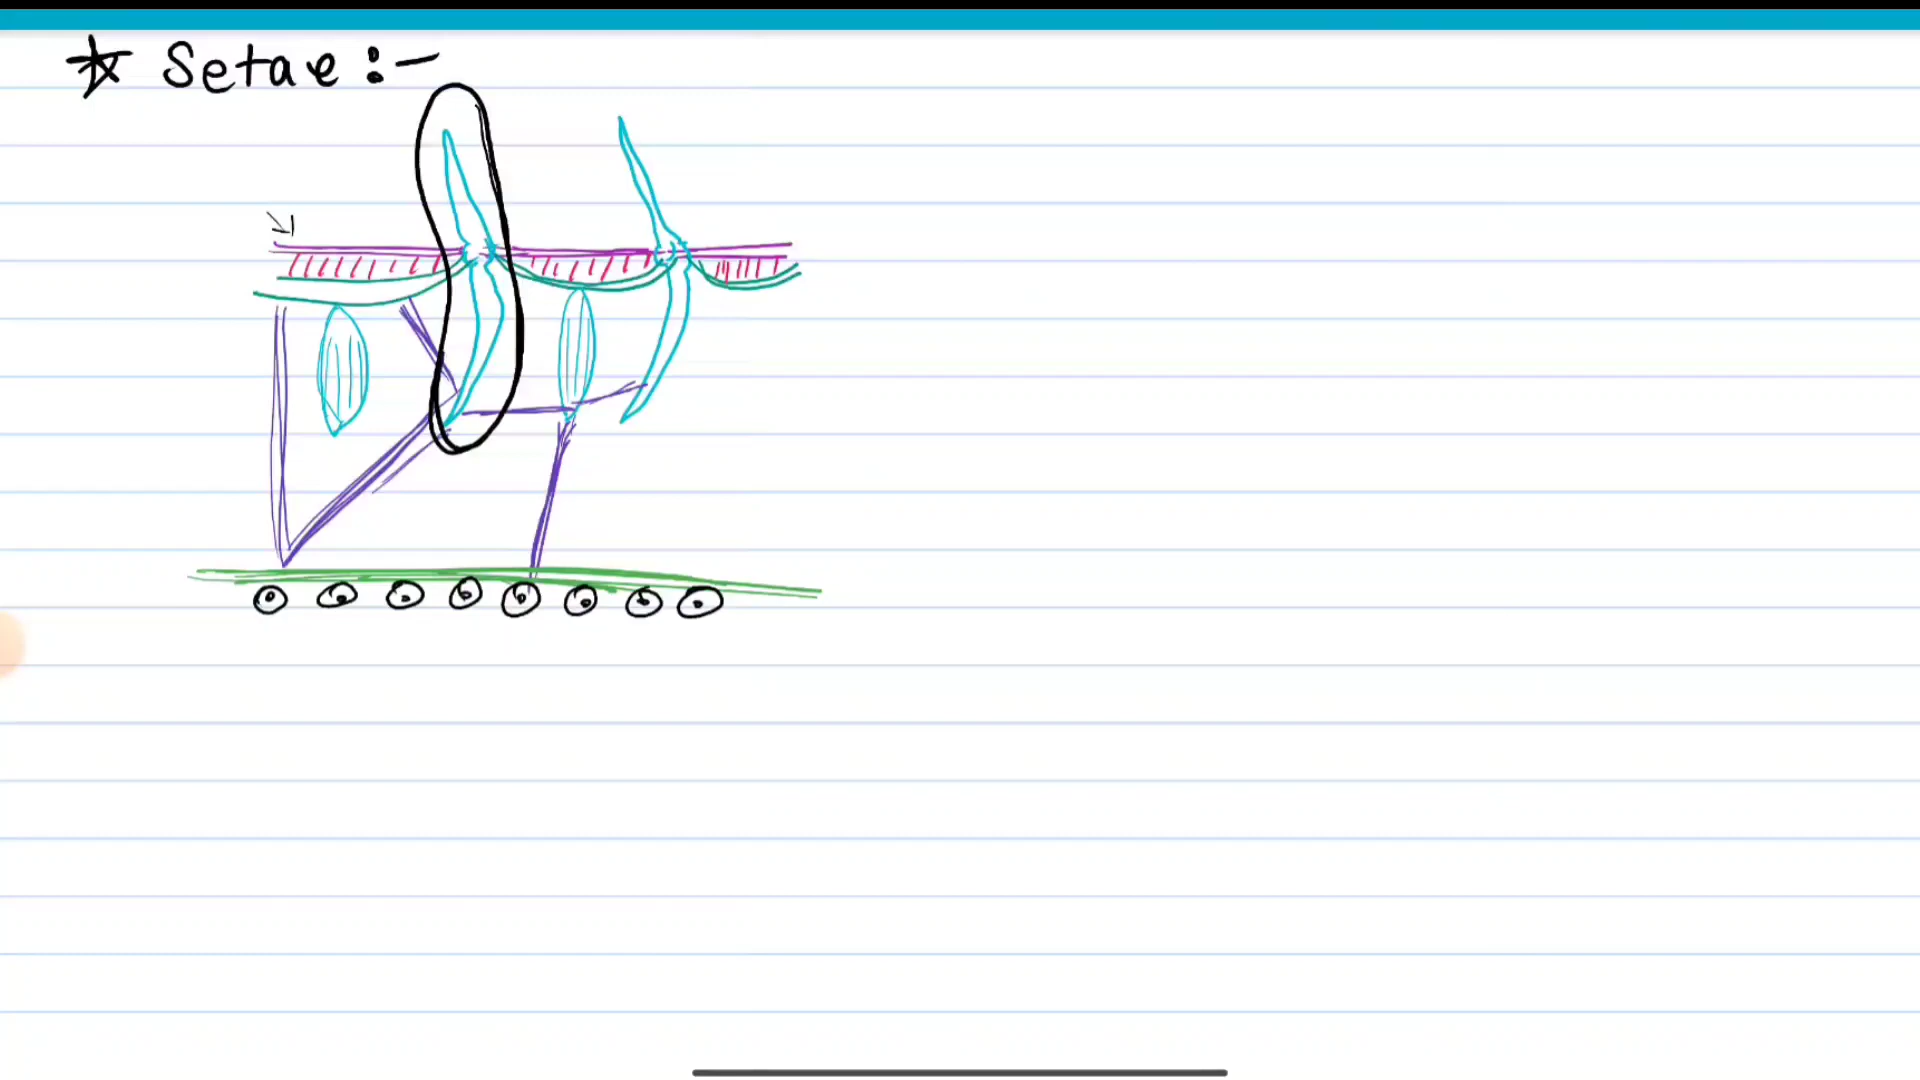 ☆ Setae :-